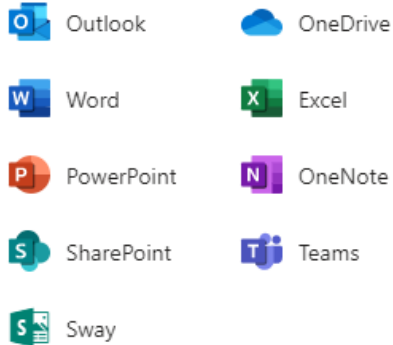 O Outlook OneDrive
W Word X Excel
P PowerPoint N OneNote
S SharePoint T Teams
S Sway